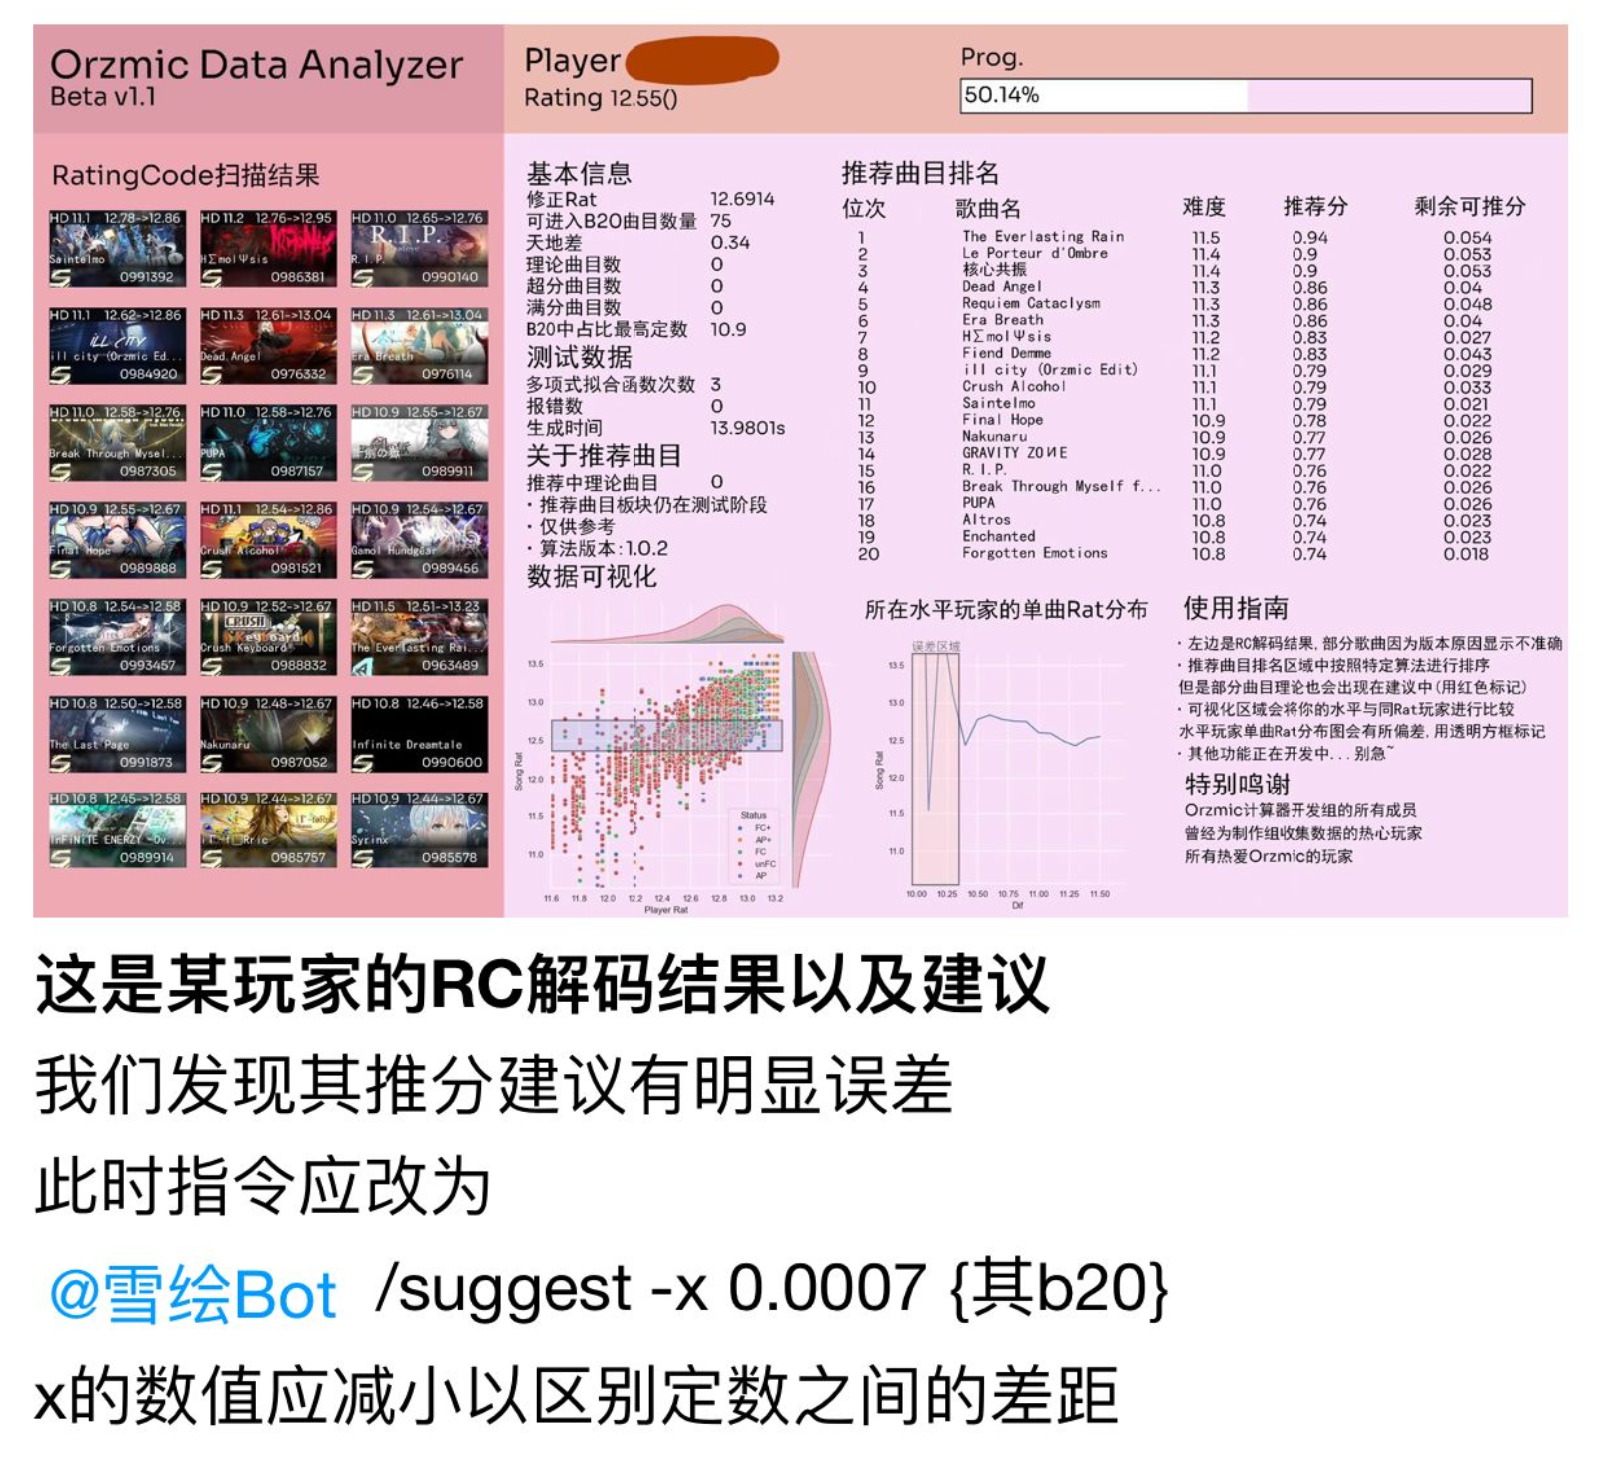 Orzmic Data Analyzer
Beta v1.1
Player
Rating 12.55()
Prog.
50.14%
RatingCode扫描结果
HD 11.1 12.78->12.86
Saintelmo
0991392
HD 11.2 12.76->12.95
HΣmolΨsis
0986381
HD 11.0 12.65->12.76
R.I.P.
R.I.P.
0990140
HD 11.1 12.62->12.86
ill CITY
ill city (Orzmic Ed...
0984920
HD 11.3 12.61->13.04
Dead Angel
0976332
HD 11.3 12.61->13.04
Era Breath
0976114
HD 11.0 12.58->12.76
Break Through Mysel...
0987305
HD 11.0 12.58->12.76
PUPA
0987157
HD 10.9 12.55->12.67
0989911
HD 10.9 12.55->12.67
Final Hope
0989888
HD 11.1 12.54->12.86
Crush Alcohol
0981521
HD 10.9 12.54->12.67
Gamol Hundgear
0989456
HD 10.8 12.54->12.58
Forgotten Emotions
0993457
HD 10.9 12.52->12.67
CRUSH
Keyboard
Crush Keyboard
0988832
HD 11.5 12.51->13.23
The Everlasting Rai...
0963489
HD 10.8 12.50->12.58
The Last Page
0991873
HD 10.9 12.48->12.67
Nakunaru
0987052
HD 10.8 12.46->12.58
Infinite Dreamtale
0990600
HD 10.8 12.45->12.58
InFiNiTE ENERZY -Ov...
0989914
HD 10.9 12.44->12.67
0985757
HD 10.9 12.44->12.67
Syrinx
0985578
基本信息
修正Rat 12.6914
可进入B20曲目数量 75
天地差 0.34
理论曲目数 0
超分曲目数 0
满分曲目数 0
B20中占比最高定数 10.9
测试数据
多项式拟合函数次数 3
报错数 0
生成时间 13.9801s
关于推荐曲目
推荐中理论曲目 0
· 推荐曲目板块仍在测试阶段
· 仅供参考
· 算法版本:1.0.2
数据可视化
推荐曲目排名
位次 歌曲名 难度 推荐分 剩余可推分
1 The Everlasting Rain 11.5 0.94 0.054
2 Le Porteur d'Ombre 11.4 0.9 0.053
3 核心共振 11.4 0.9 0.053
4 Dead Angel 11.3 0.86 0.04
5 Requiem Cataclysm 11.3 0.86 0.048
6 Era Breath 11.3 0.86 0.04
7 HΣmolΨsis 11.2 0.83 0.027
8 Fiend Demme 11.2 0.83 0.043
9 ill city (Orzmic Edit) 11.1 0.79 0.029
10 Crush Alcohol 11.1 0.79 0.033
11 Saintelmo 11.1 0.79 0.021
12 Final Hope 10.9 0.78 0.022
13 Nakunaru 10.9 0.77 0.026
14 GRAVITY ZOИE 10.9 0.77 0.028
15 R.I.P. 11.0 0.76 0.022
16 Break Through Myself f... 11.0 0.76 0.026
17 PUPA 11.0 0.76 0.026
18 Altros 10.8 0.74 0.023
19 Enchanted 10.8 0.74 0.023
20 Forgotten Emotions 10.8 0.74 0.018
13.5
13.0
12.5
12.0
11.5
11.0
Song Rat
Status
FC+
AP+
FC
unFC
AP
11.6 11.8 12.0 12.2 12.4 12.6 12.8 13.0 13.2
Player Rat
所在水平玩家的单曲Rat分布
误差区域
13.5
13.0
12.5
12.0
11.5
11.0
Song Rat
10.00 10.25 10.50 10.75 11.00 11.25 11.50
Dif
使用指南
· 左边是RC解码结果, 部分歌曲因为版本原因显示不准确
· 推荐曲目排名区域中按照特定算法进行排序
但是部分曲目理论也会出现在建议中(用红色标记)
· 可视化区域会将你的水平与同Rat玩家进行比较
水平玩家单曲Rat分布图会有所偏差, 用透明方框标记
· 其他功能正在开发中... 别急~
特别鸣谢
Orzmic计算器开发组的所有成员
曾经为制作组收集数据的热心玩家
所有热爱Orzmic的玩家
这是某玩家的RC解码结果以及建议
我们发现其推分建议有明显误差
此时指令应改为
@雪绘Bot /suggest -x 0.0007 {其b20}
x的数值应减小以区别定数之间的差距